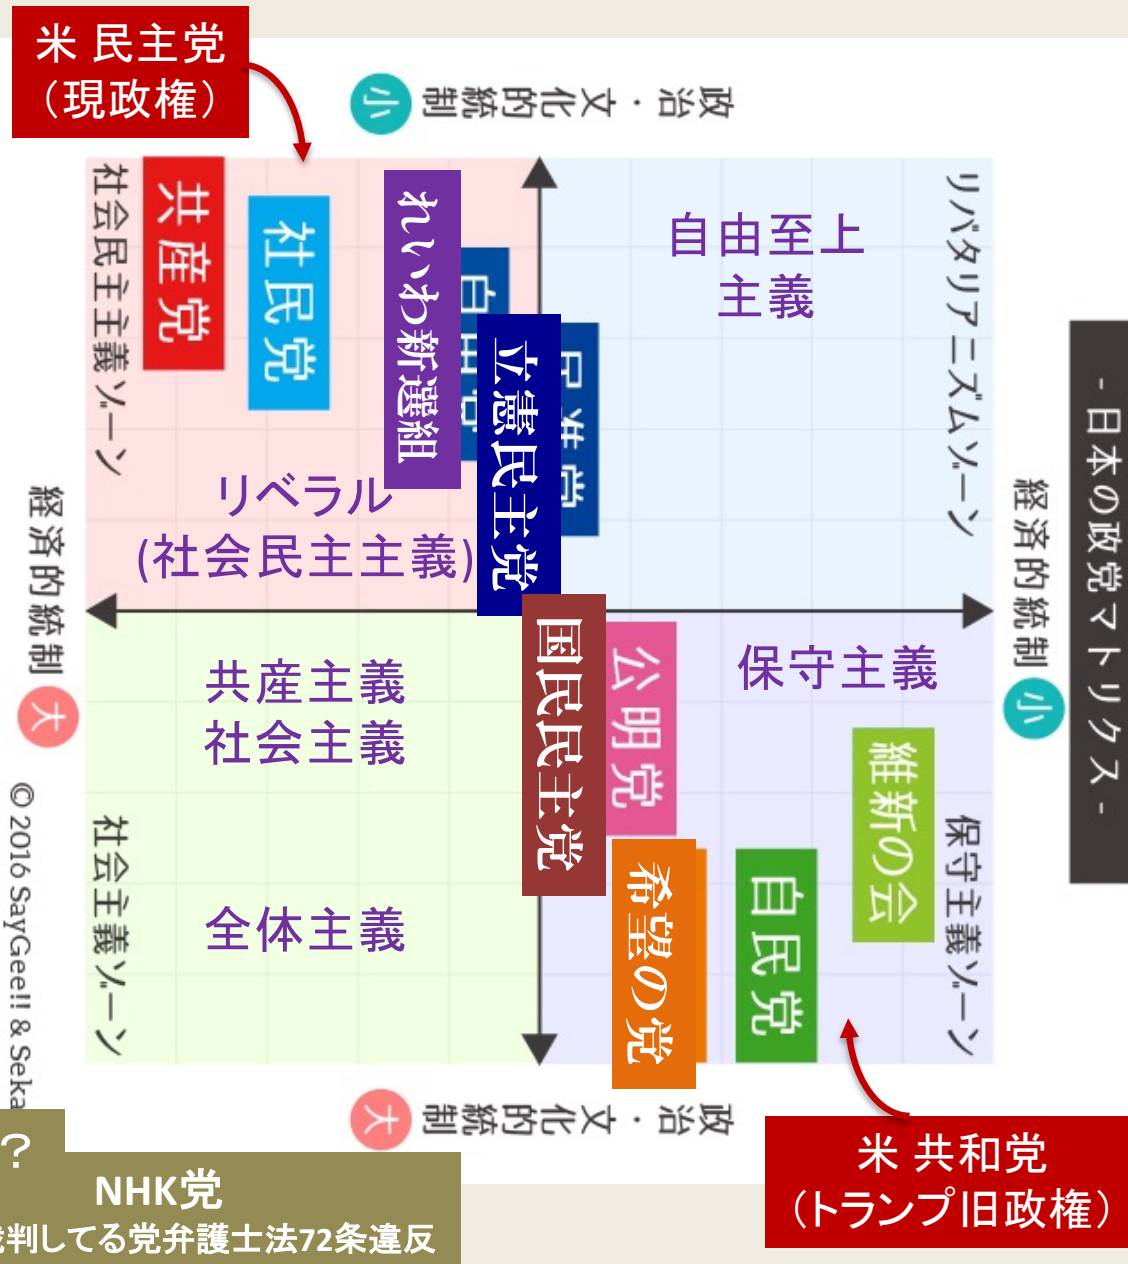 米 民主党
（現政権）
政治・文化的統制
小
社会民主主義ゾーン
共産党
社民党
れいわ新選組
自由党
立憲民主党
民進党
自由至上
主義
リバタリアニズムゾーン
- 日本の政党マトリクス -
リベラル
(社会民主主義)
経済的統制
大
経済的統制
小
共産主義
社会主義
国民民主党
公明党
保守主義
維新の会
全体主義
社会主義ゾーン
希望の党
自民党
保守主義ゾーン
© 2016 SayGee!! & Seka
政治・文化的統制
大
？
NHK党
判してる党弁護士法72条違反
米 共和党
（トランプ旧政権）